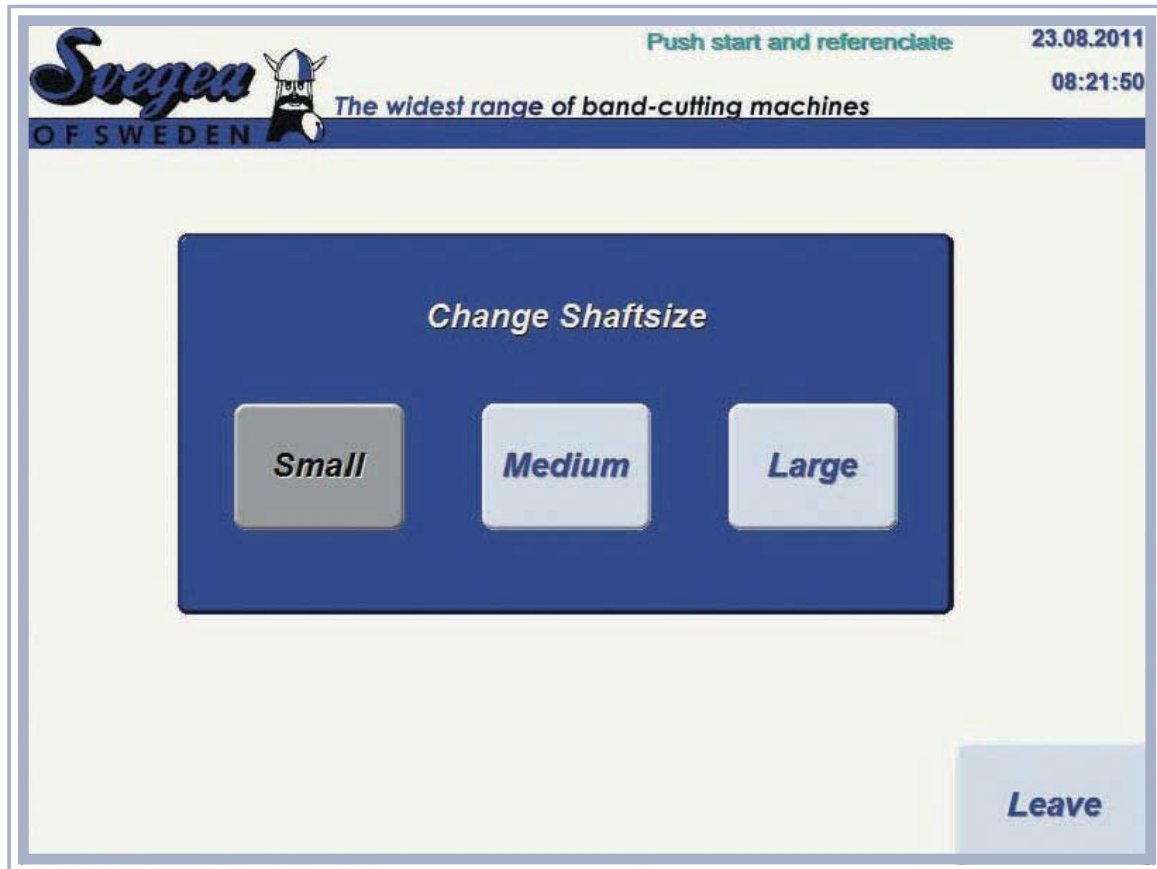 Svegea
OF SWEDEN
Push start and referenciate
23.08.2011
08:21:50
The widest range of band-cutting machines
Change Shaftsize
Small
Medium
Large
Leave